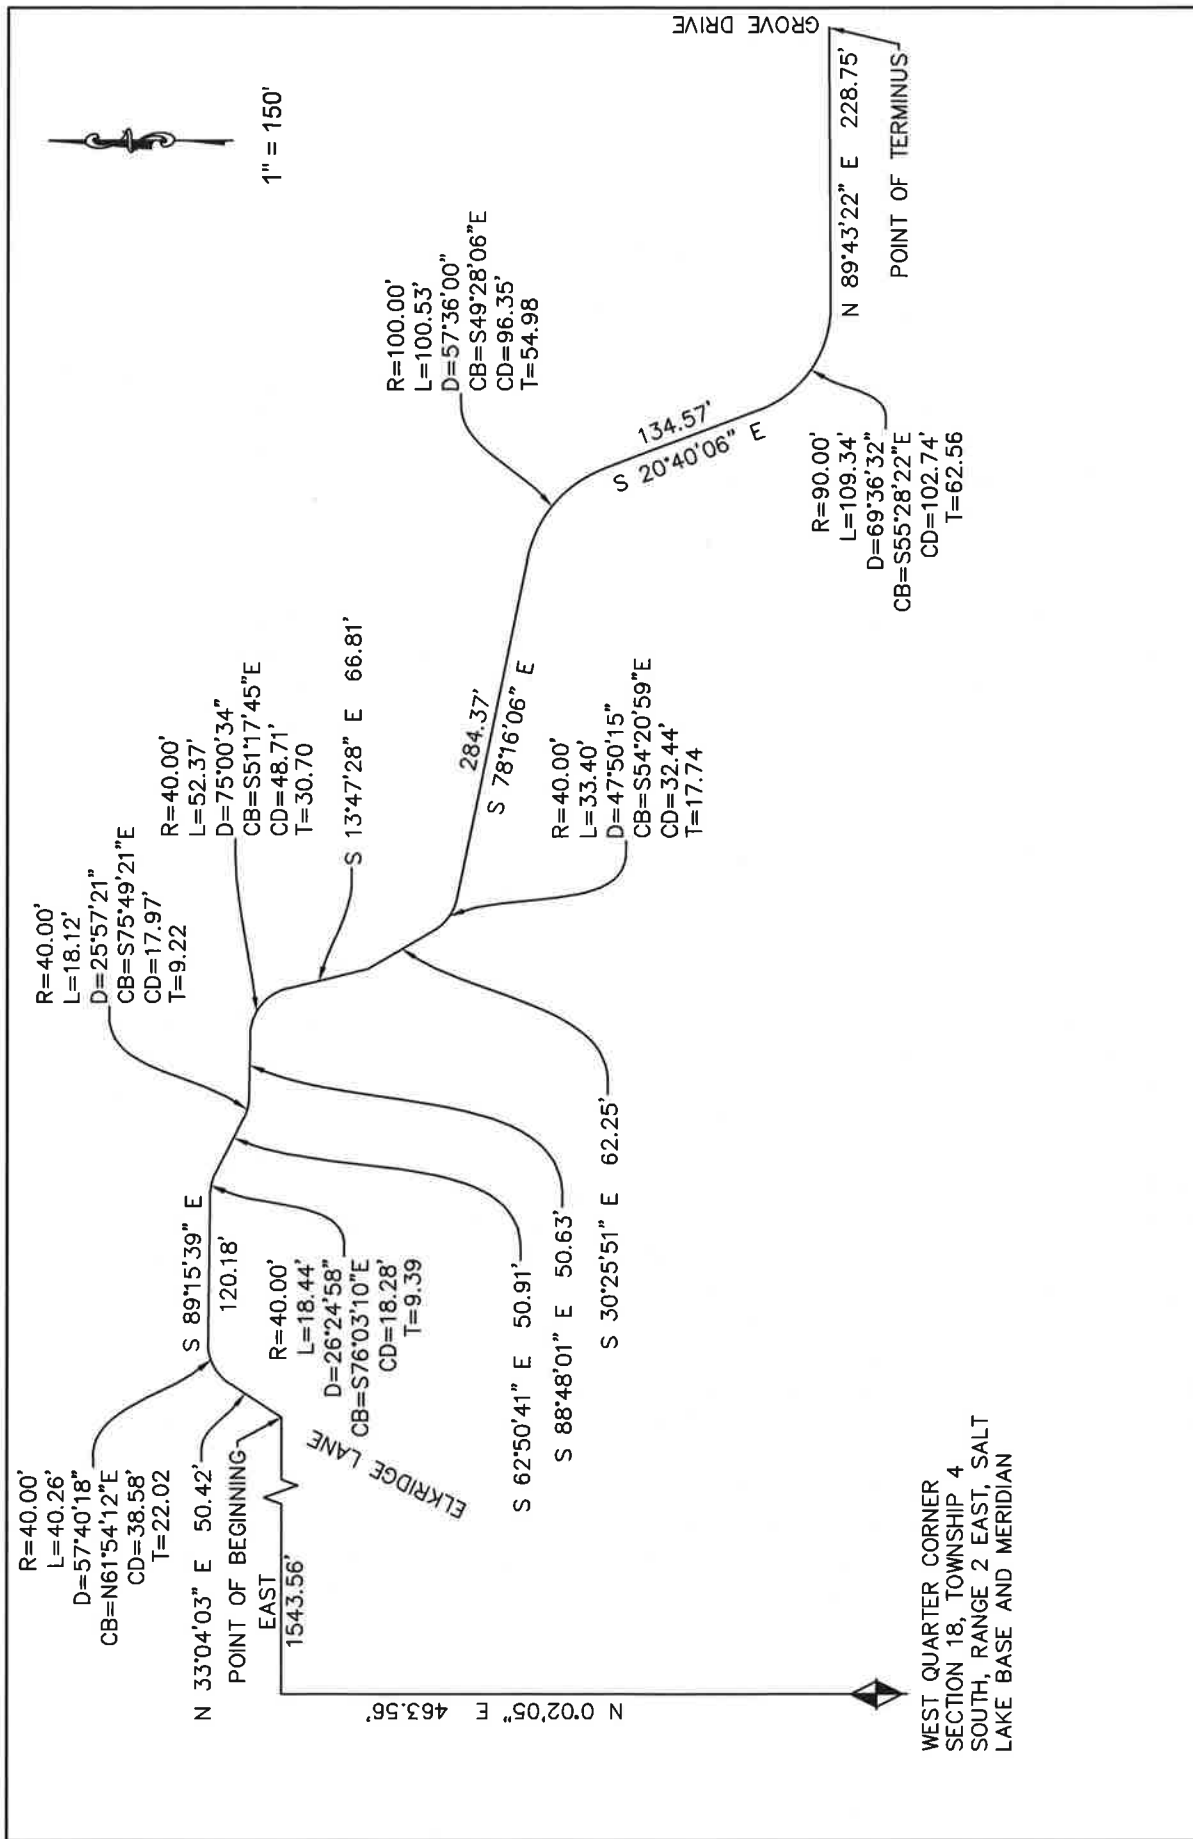 R=40.00'
L=40.26'
D=57°40'18"
CB=N61°54'12"E
CD=38.58'
T=22.02
N 33°04'03" E 50.42'
POINT OF BEGINNING
EAST
1543.56'
N 0°02'05" E 463.56'
WEST QUARTER CORNER
SECTION 18, TOWNSHIP 4
SOUTH, RANGE 2 EAST, SALT
LAKE BASE AND MERIDIAN
ELKRIDGE LANE
S 89°15'39" E
120.18'
R=40.00'
L=18.44'
D=26°24'58"
CB=S76°03'10"E
CD=18.28'
T=9.39
S 62°50'41" E 50.91'
S 88°48'01" E 50.63'
S 30°25'51" E 62.25'
R=40.00'
L=18.12'
D=25°57'21"
CB=S75°49'21"E
CD=17.97'
T=9.22
R=40.00'
L=52.37'
D=75°00'34"
CB=S51°17'45"E
CD=48.71'
T=30.70
S 13°47'28" E 66.81'
284.37'
S 78°16'06" E
R=40.00'
L=33.40'
D=47°50'15"
CB=S54°20'59"E
CD=32.44'
T=17.74
R=100.00'
L=100.53'
D=57°36'00"
CB=S49°28'06"E
CD=96.35'
T=54.98
134.57'
S 20°40'06" E
R=90.00'
L=109.34'
D=69°36'32"
CB=S55°28'22"E
CD=102.74'
T=62.56
1" = 150'
GROVE DRIVE
N 89°43'22" E 228.75'
POINT OF TERMINUS